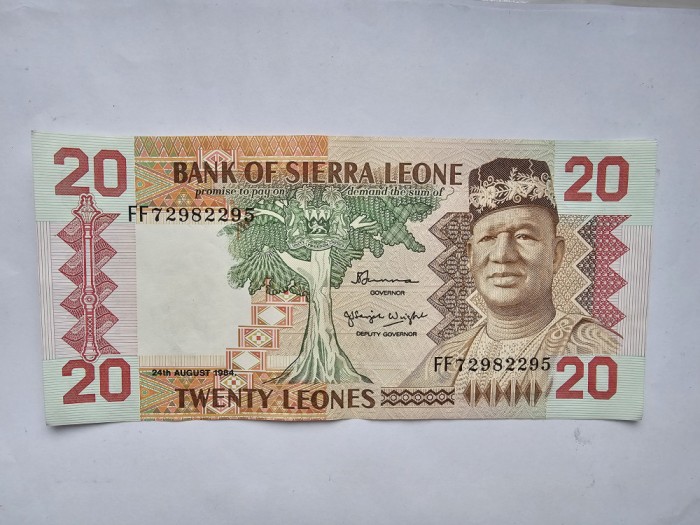 20
20
BANK OF SIERRA LEONE
promise to pay on demand the sum of
FF72982295
GOVERNOR
DEPUTY GOVERNOR
FF72982295
24th AUGUST 1984.
20
20
TWENTY LEONES